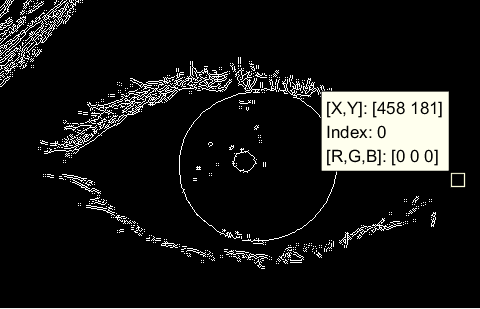 [X,Y]: [458 181]
Index: 0
[R,G,B]: [0 0 0]